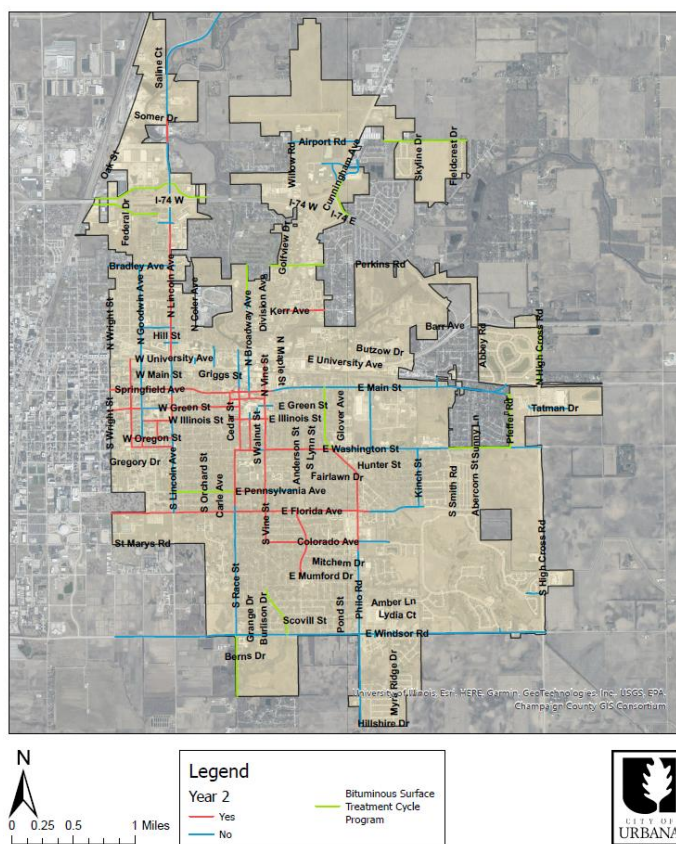 Saline Ct
Somer Dr
Oak St
Airport Rd
Willow Rd
Cunningham Ave
Skyline Dr
Fieldcrest Dr
I-74 W
I-74 W
I-74 E
Federal Dr
Golfview Dr
Bradley Ave
Perkins Rd
N Wright St
N Goodwin Ave
N Lincoln Ave
N Coler Ave
N Broadway Ave
Division Ave
Kerr Ave
Barr Ave
Abbey Rd
N High Cross Rd
Hill St
N Vine St
N Maple St
Butzow Dr
W University Ave
E University Ave
W Main St
Griggs St
Springfield Ave
E Main St
S Wright St
W Green St
E Green St
Tatman Dr
Pfeffer Rd
W Illinois St
E Illinois St
Cedar St
S Walnut St
Glover Ave
W Oregon St
E Washington St
Sunny Ln
Gregory Dr
Anderson St
S Lynn St
Hunter St
Fairlawn Dr
Kinch St
S Smith Rd
Abercorn St
S Lincoln Ave
S Orchard St
Carle Ave
E Pennsylvania Ave
E Florida Ave
S Vine St
St Marys Rd
Colorado Ave
S High Cross Rd
Mitchem Dr
E Mumford Dr
S Race St
Grange Dr
Burlison Dr
Pond St
Philo Rd
Amber Ln
Lydia Ct
Scovill St
E Windsor Rd
Berns Dr
Myra Ridge Dr
University of Illinois, Esri, HERE, Garmin, GeoTechnologies, Inc., USGS, EPA
Champaign County GIS Consortium
Hillshire Dr
N
0 0.25 0.5 1 Miles
Legend
Year 2
Yes
No
Bituminous Surface
Treatment Cycle
Program
CITY OF
URBANA